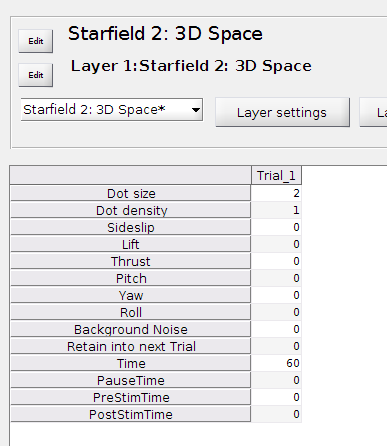 Edit Starfield 2: 3D Space
Edit Layer 1:Starfield 2: 3D Space
Starfield 2: 3D Space* Layer settings La
Trial_1
Dot size 2
Dot density 1
Sideslip 0
Lift 0
Thrust 0
Pitch 0
Yaw 0
Roll 0
Background Noise 0
Retain into next Trial 0
Time 60
PauseTime 0
PreStimTime 0
PostStimTime 0